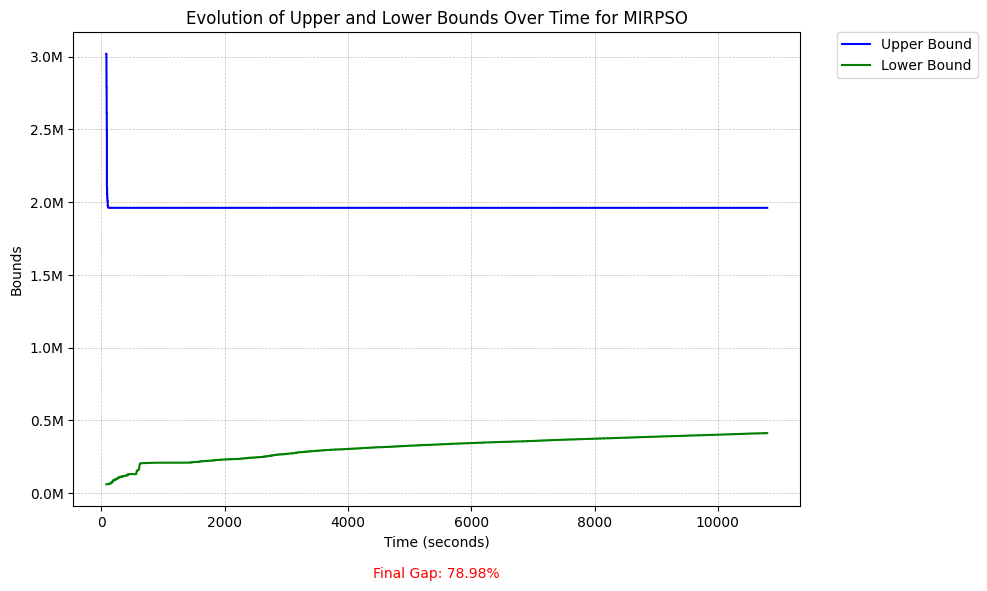 Evolution of Upper and Lower Bounds Over Time for MIRPSO
Upper Bound
Lower Bound
3.0M
2.5M
2.0M
1.5M
1.0M
0.5M
0.0M
Bounds
0
2000
4000
6000
8000
10000
Time (seconds)
Final Gap: 78.98%